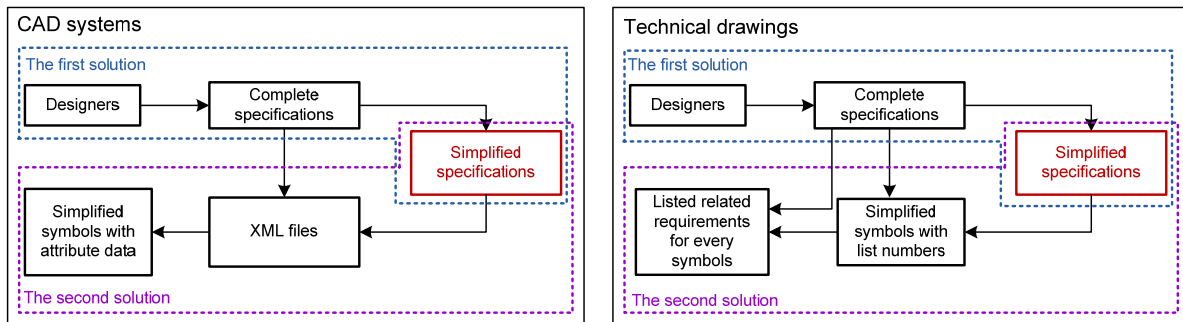 CAD systems
The first solution
Designers
Complete
specifications
Simplified
specifications
Simplified
symbols with
attribute data
XML files
The second solution
Technical drawings
The first solution
Designers
Complete
specifications
Simplified
specifications
Listed related
requirements
for every
symbols
Simplified
symbols with
list numbers
The second solution